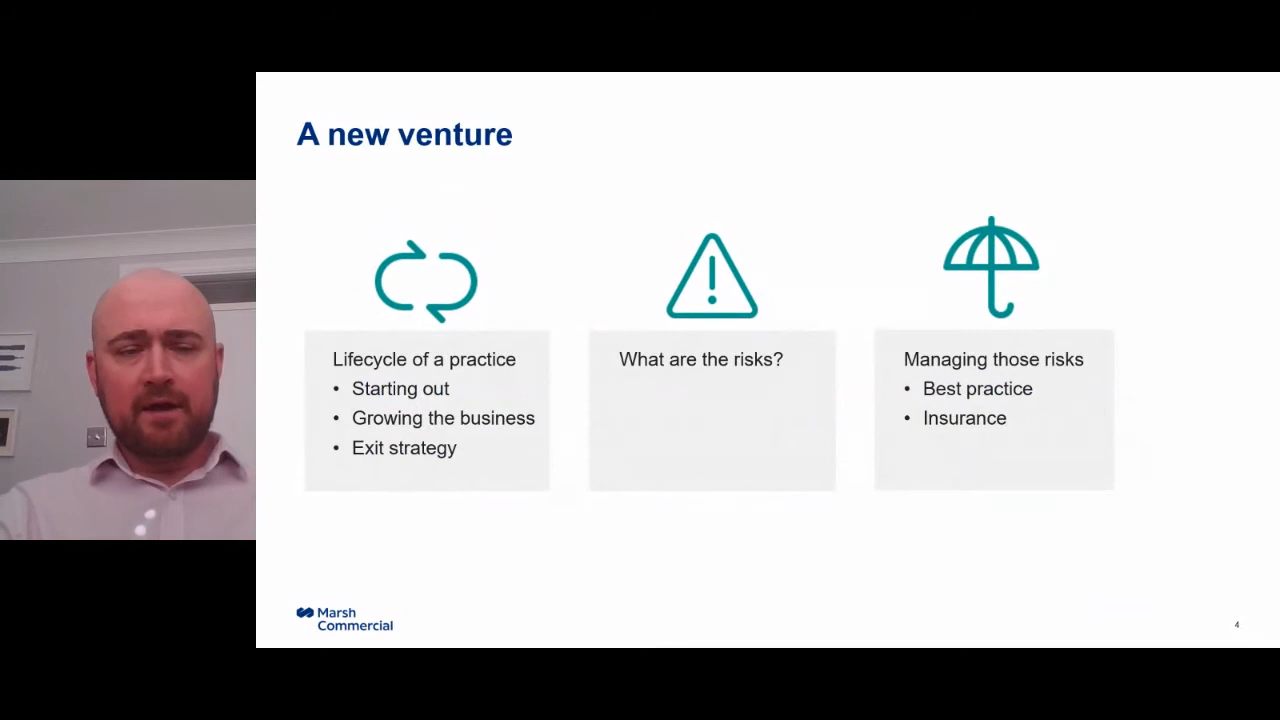 A new venture
Lifecycle of a practice
• Starting out
• Growing the business
• Exit strategy
What are the risks?
Managing those risks
• Best practice
• Insurance
Marsh
Commercial
4